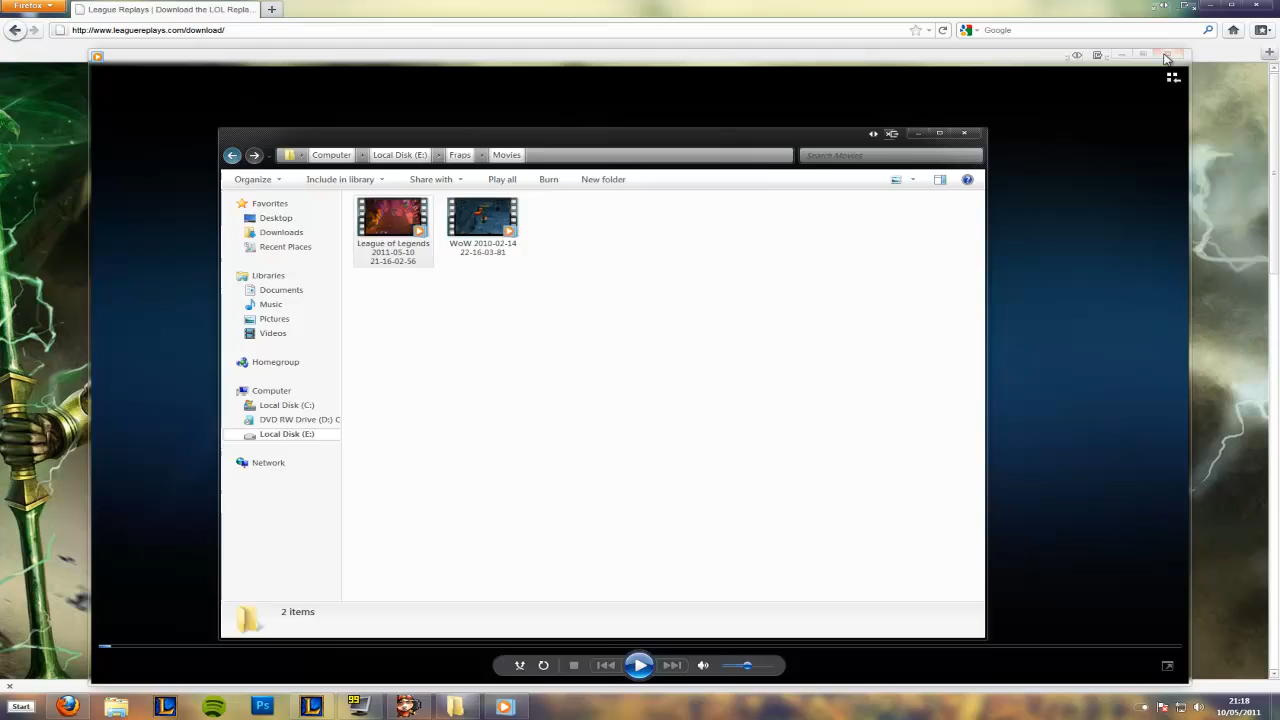 Firefox
League Replays | Download the LOL Repla...
http://www.leaguereplays.com/download/
Google
Computer
Local Disk (E:)
Fraps
Movies
Search Movies
Organize
Include in library
Share with
Play all
Burn
New folder
Favorites
Desktop
Downloads
Recent Places
Libraries
Documents
Music
Pictures
Videos
Homegroup
Computer
Local Disk (C:)
DVD RW Drive (D:) C
Local Disk (E:)
Network
League of Legends
2011-05-10
21-16-02-56
WoW 2010-02-14
22-16-03-81
2 items
Start
L
Ps
L
99
21:18
10/05/2011